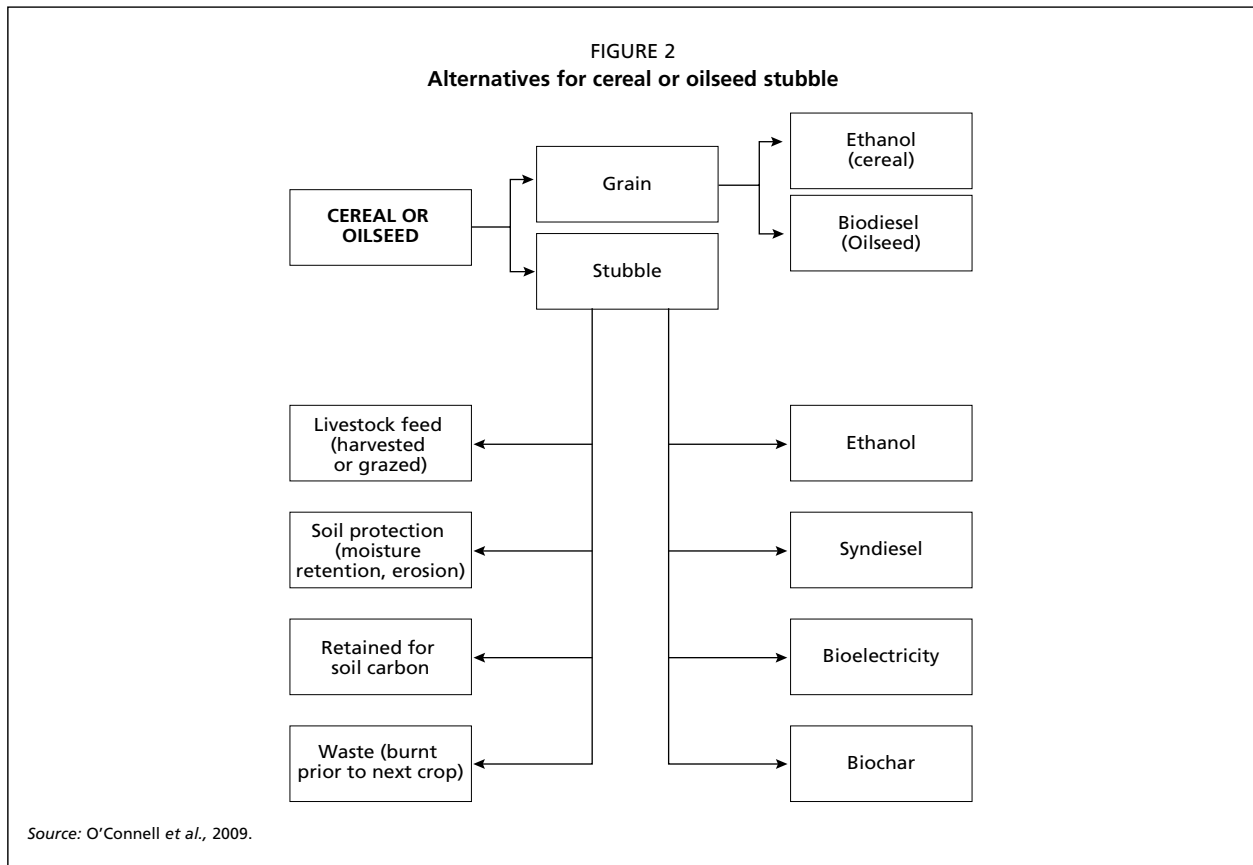 FIGURE 2
Alternatives for cereal or oilseed stubble
CEREAL OR
OILSEED
Grain
Stubble
Ethanol
(cereal)
Biodiesel
(Oilseed)
Livestock feed
(harvested
or grazed)
Soil protection
(moisture
retention, erosion)
Retained for
soil carbon
Waste (burnt
prior to next crop)
Ethanol
Syndiesel
Bioelectricity
Biochar
Source: O’Connell et al., 2009.